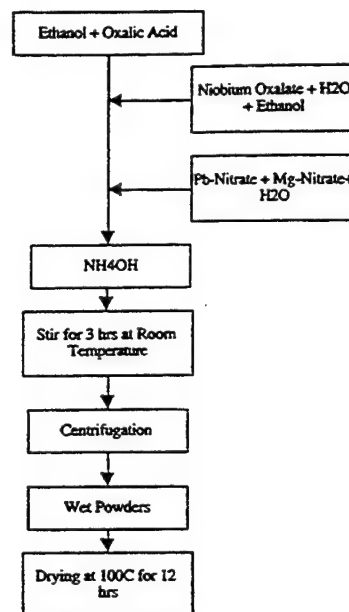 Ethanol + Oxalic Acid
Niobium Oxalate + H2O
+ Ethanol
Pb-Nitrate + Mg-Nitrate+
H2O
NH4OH
Stir for 3 hrs at Room
Temperature
Centrifugation
Wet Powders
Drying at 100C for 12
hrs